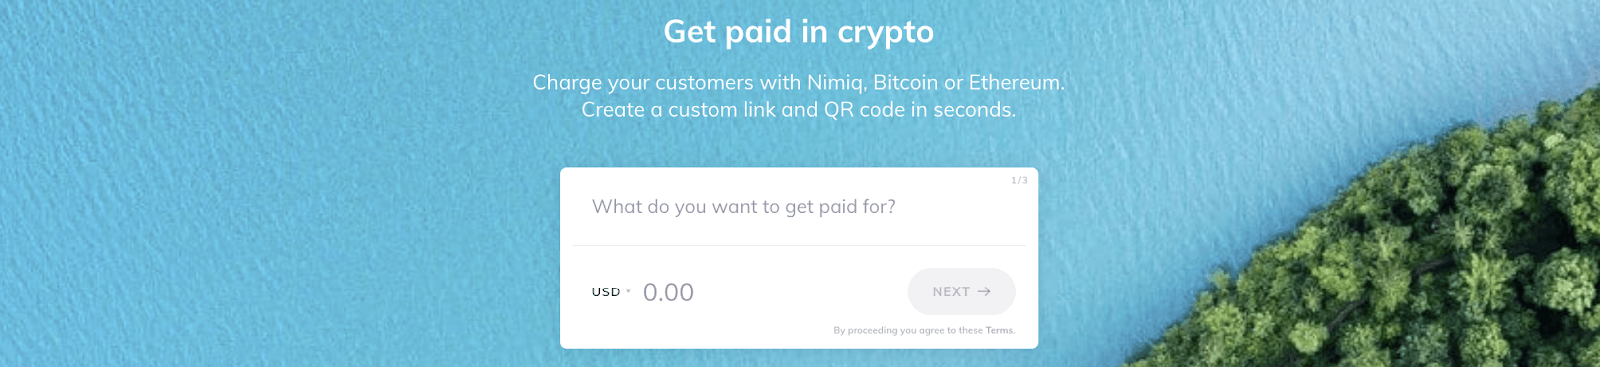 Get paid in crypto
Charge your customers with Nimiq, Bitcoin or Ethereum.
Create a custom link and QR code in seconds.
1/3
What do you want to get paid for?
USD 0.00
NEXT →
By proceeding you agree to these Terms.